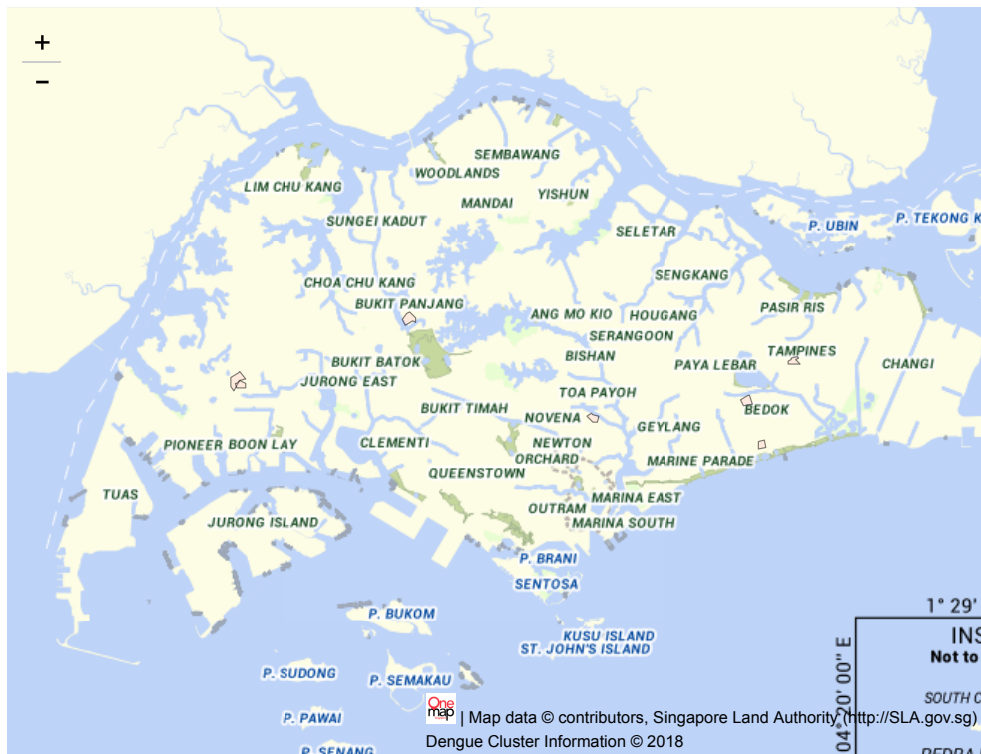 +
−
SEMBAWANG
WOODLANDS
LIM CHU KANG
YISHUN
MANDAI
SUNGEI KADUT
P. UBIN
P. TEKONG K
SELETAR
SENGKANG
CHOA CHU KANG
BUKIT PANJANG
PASIR RIS
ANG MO KIO
HOUGANG
SERANGOON
TAMPINES
BISHAN
BUKIT BATOK
PAYA LEBAR
CHANGI
JURONG EAST
TOA PAYOH
BUKIT TIMAH
BEDOK
NOVENA
GEYLANG
PIONEER BOON LAY
CLEMENTI
NEWTON
ORCHARD
MARINE PARADE
QUEENSTOWN
TUAS
MARINA EAST
OUTRAM
JURONG ISLAND
MARINA SOUTH
P. BRANI
SENTOSA
P. BUKOM
KUSU ISLAND
ST. JOHN'S ISLAND
1° 29'
INS
Not to
P. SUDONG
P. SEMAKAU
04° 20' 00" E
SOUTH C
P. PAWAI
One map | Map data © contributors, Singapore Land Authority (http://SLA.gov.sg)
Dengue Cluster Information © 2018
P. SENANG
PEDRA